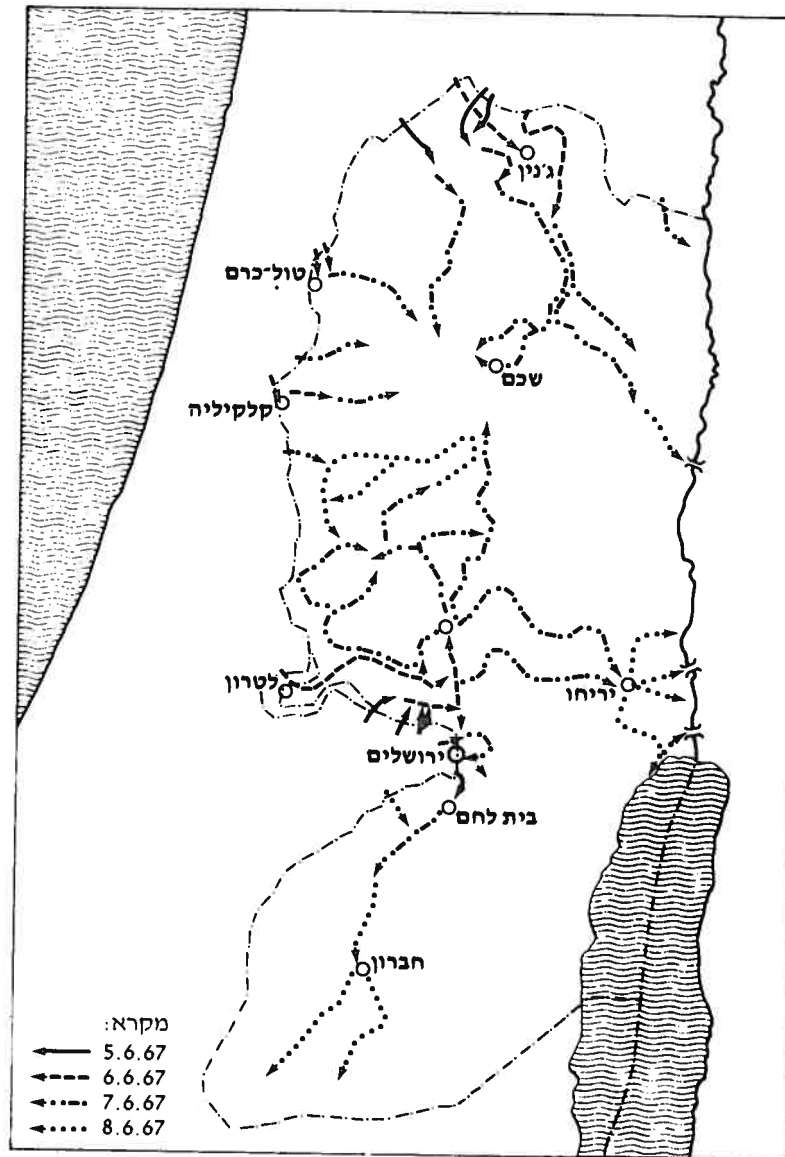 ג׳נין
טול-כרם
שכם
קלקיליה
לטרון
יריחו
ירושלים
בית לחם
חברון
מקרא:
5.6.67
6.6.67
7.6.67
8.6.67